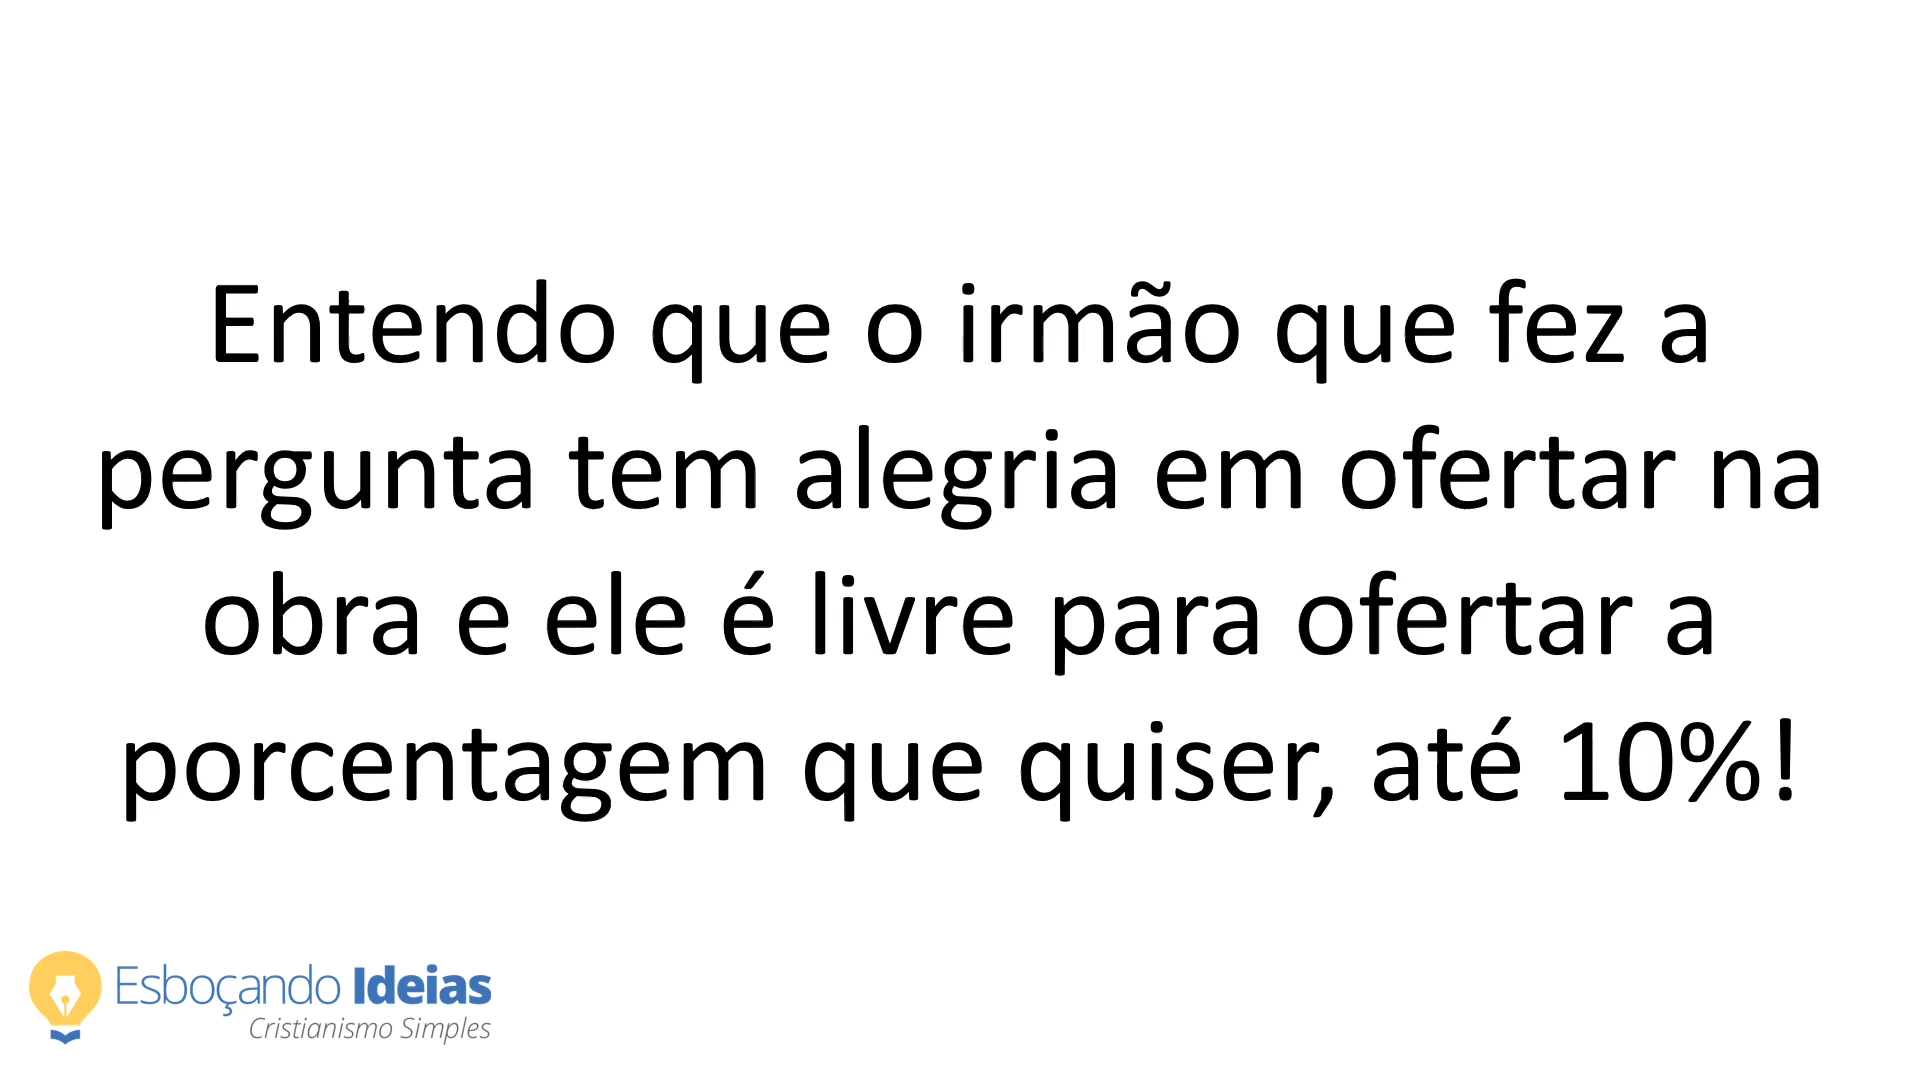 Entendo que o irmão que fez a
pergunta tem alegria em ofertar na
obra e ele é livre para ofertar a
porcentagem que quiser, até 10%!
Esboçando Ideias
Cristianismo Simples